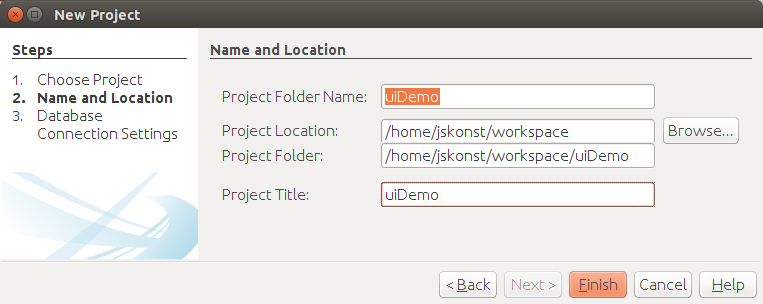 New Project
Steps
1. Choose Project
2. Name and Location
3. Database
Connection Settings
Name and Location
Project Folder Name: uiDemo
Project Location: /home/jskonst/workspace Browse...
Project Folder: /home/jskonst/workspace/uiDemo
Project Title: uiDemo
< Back Next > Finish Cancel Help